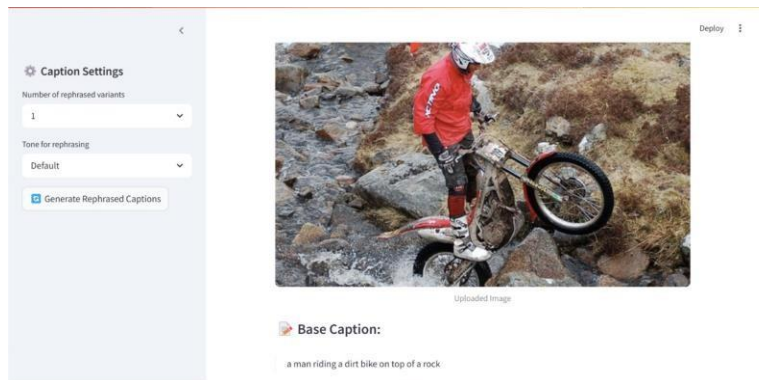 Deploy
Caption Settings
Number of rephrased variants
1
Tone for rephrasing
Default
Generate Rephrased Captions
Uploaded Image
Base Caption:
a man riding a dirt bike on top of a rock